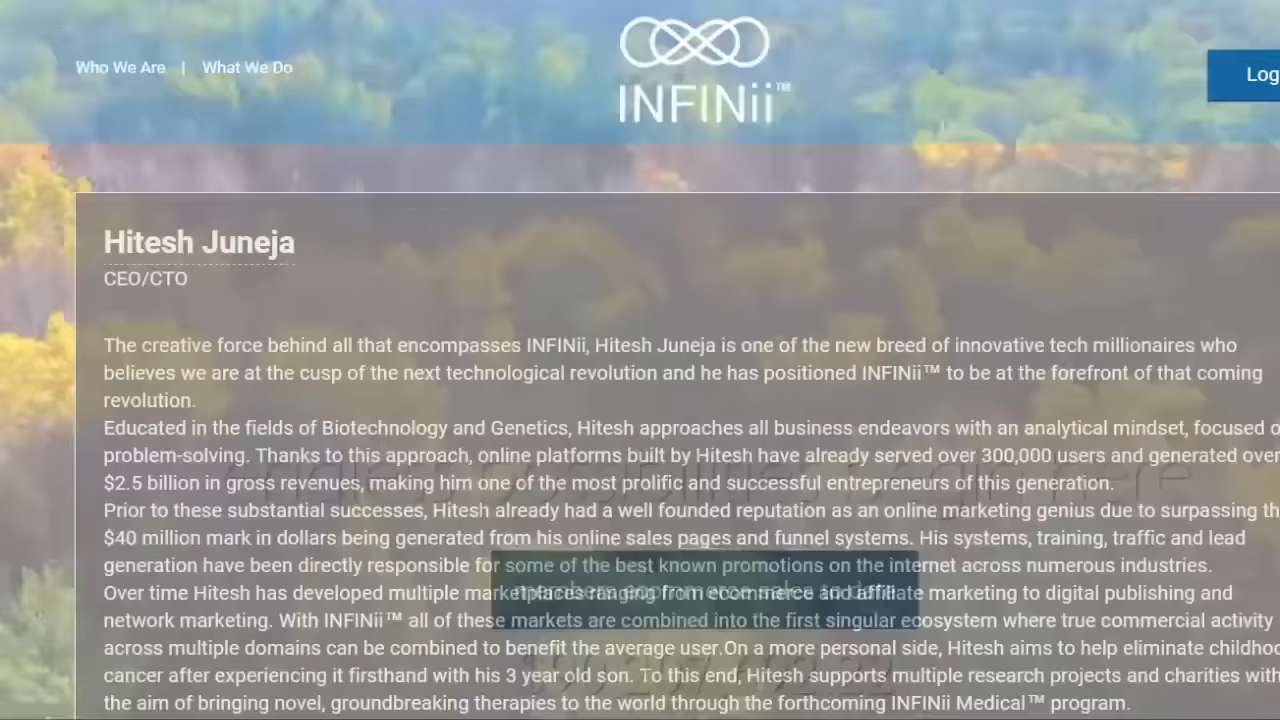 Who We Are | What We Do
INFINii™
Log
Hitesh Juneja
CEO/CTO
The creative force behind all that encompasses INFINii, Hitesh Juneja is one of the new breed of innovative tech millionaires who
believes we are at the cusp of the next technological revolution and he has positioned INFINii™ to be at the forefront of that coming
revolution.
Educated in the fields of Biotechnology and Genetics, Hitesh approaches all business endeavors with an analytical mindset, focused o
problem-solving. Thanks to this approach, online platforms built by Hitesh have already served over 300,000 users and generated over
$2.5 billion in gross revenues, making him one of the most prolific and successful entrepreneurs of this generation.
Prior to these substantial successes, Hitesh already had a well founded reputation as an online marketing genius due to surpassing th
$40 million mark in dollars being generated from his online sales pages and funnel systems. His systems, training, traffic and lead
generation have been directly responsible for some of the best known promotions on the internet across numerous industries.
Over time Hitesh has developed multiple marketplaces ranging from ecommerce and affiliate marketing to digital publishing and
network marketing. With INFINii™ all of these markets are combined into the first singular ecosystem where true commercial activity
across multiple domains can be combined to benefit the average user.On a more personal side, Hitesh aims to help eliminate childhoo
cancer after experiencing it firsthand with his 3 year old son. To this end, Hitesh supports multiple research projects and charities with
the aim of bringing novel, groundbreaking therapies to the world through the forthcoming INFINii Medical™ program.
endless possibilities begin here
members ecommerce sales to date